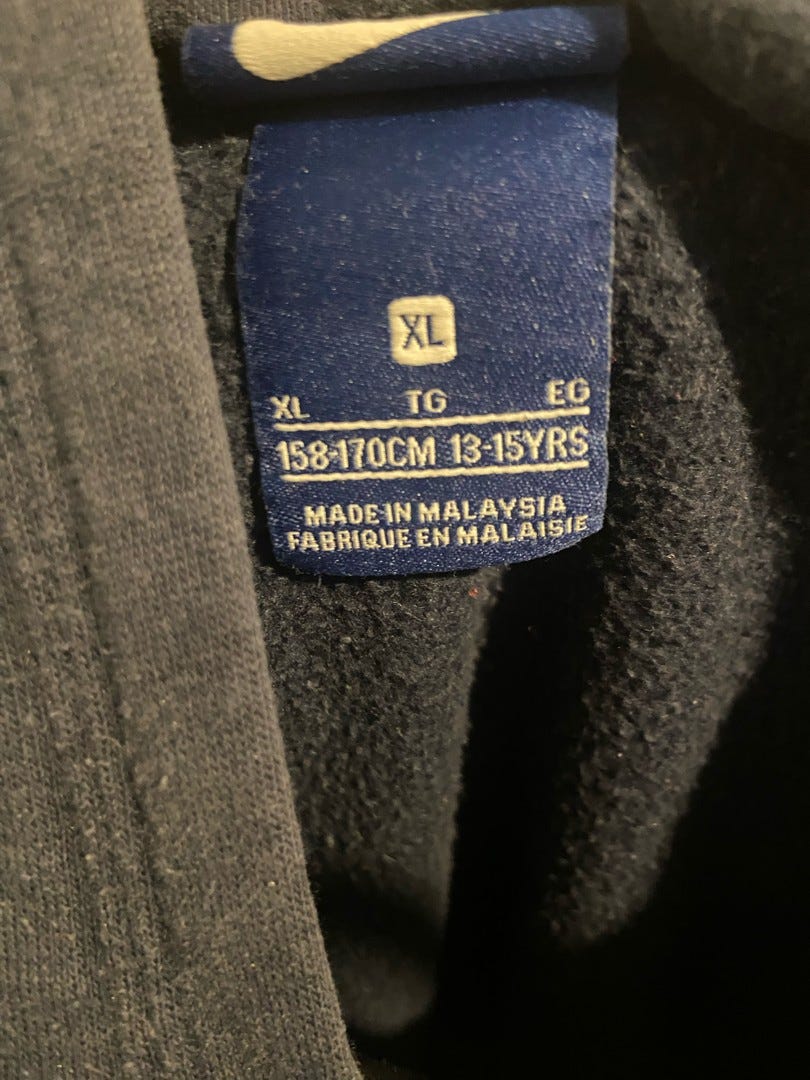 XL
XL TG EG
158-170CM 13-15YRS
MADE IN MALAYSIA
FABRIQUE EN MALAISIE